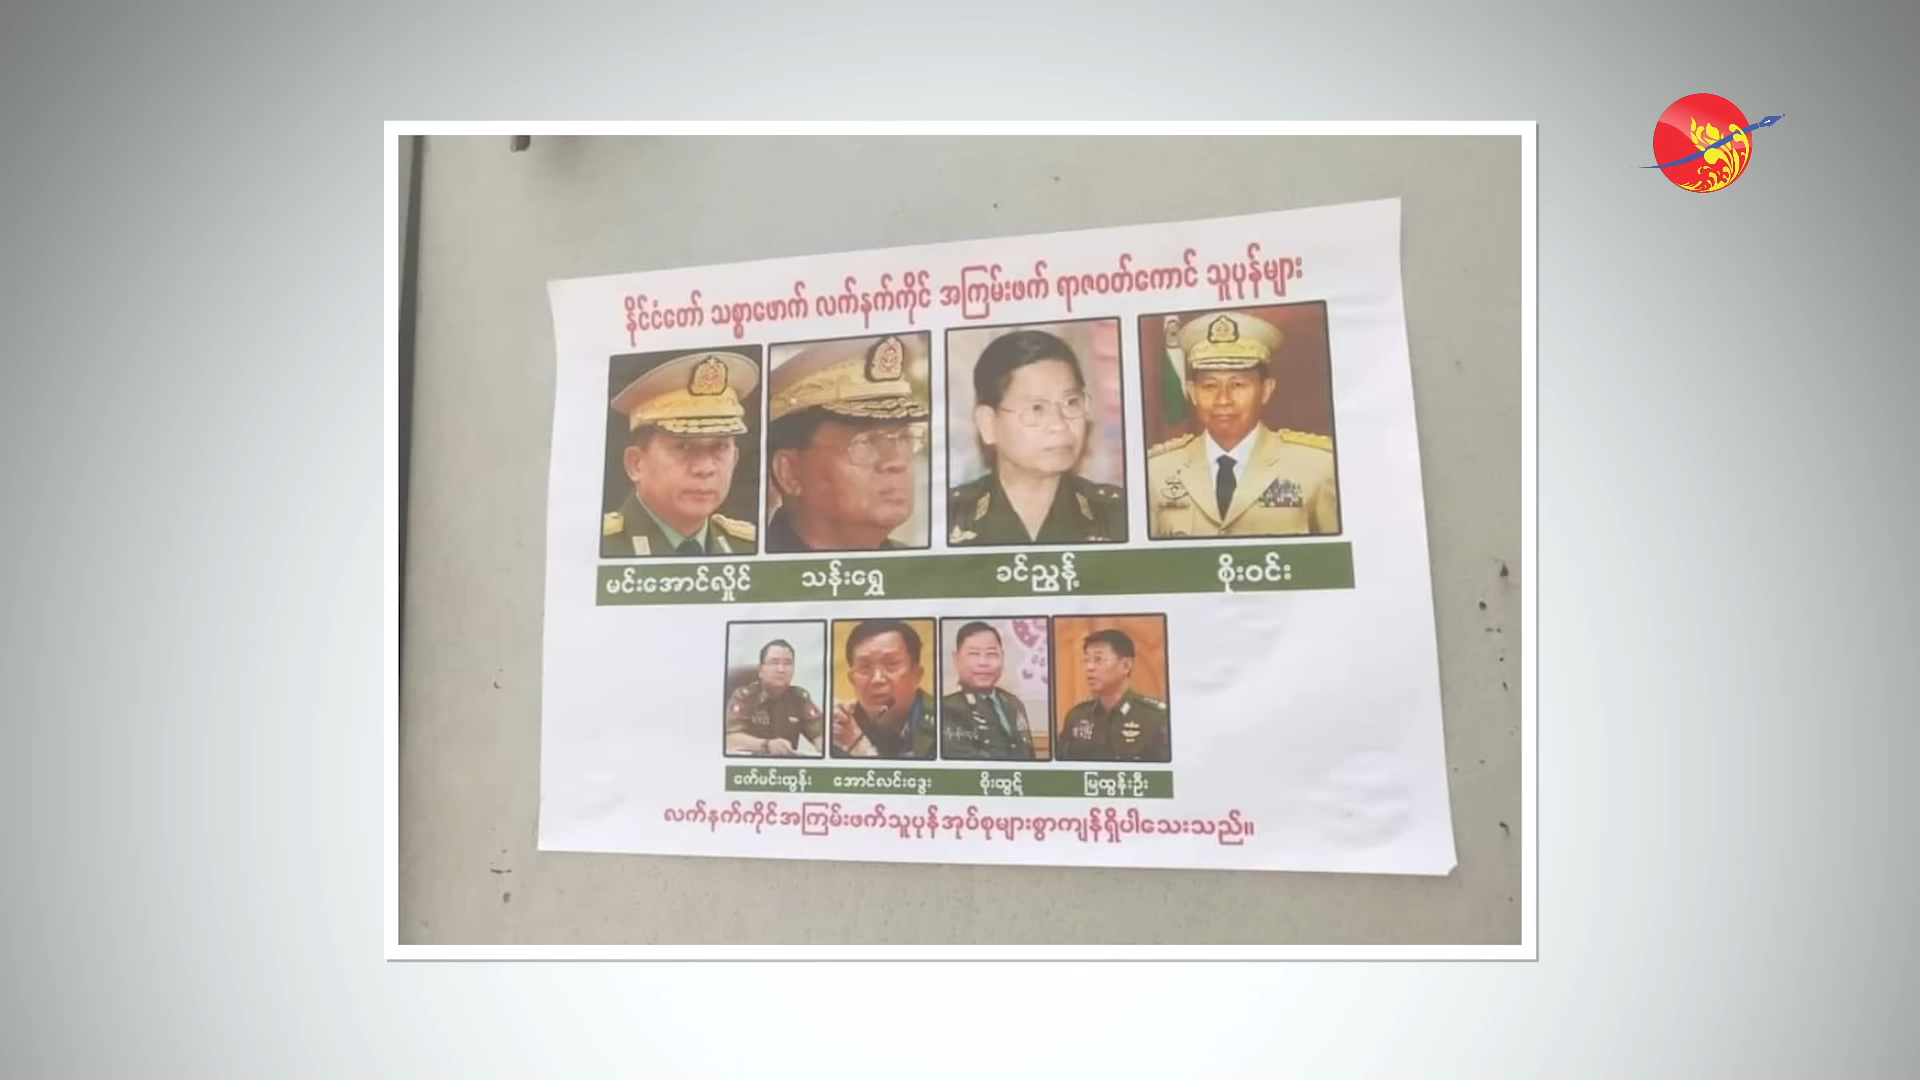 နိုင်ငံတော် သစ္စာဖောက် လက်နက်ကိုင် အကြမ်းဖက် ရာဇဝတ်ကောင် သူပုန်များ
မင်းအောင်လှိုင် သန်းရွှေ ခင်ညွန့် စိုးဝင်း
ဇော်မင်းထွန်း အောင်လင်းဒွေး စိုးထွဋ် မြထွန်းဦး
လက်နက်ကိုင်အကြမ်းဖက်သူပုန်အုပ်စုများစွာကျန်ရှိပါသေးသည်။